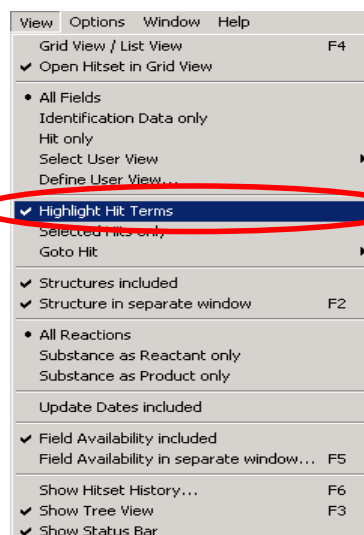 View Options Window Help
Grid View / List View F4
Open Hitset in Grid View
All Fields
Identification Data only
Hit only
Select User View
Define User View...
Highlight Hit Terms
Selected Hits only
Goto Hit
Structures included
Structure in separate window F2
All Reactions
Substance as Reactant only
Substance as Product only
Update Dates included
Field Availability included
Field Availability in separate window... F5
Show Hitset History... F6
Show Tree View F3
Show Status Bar